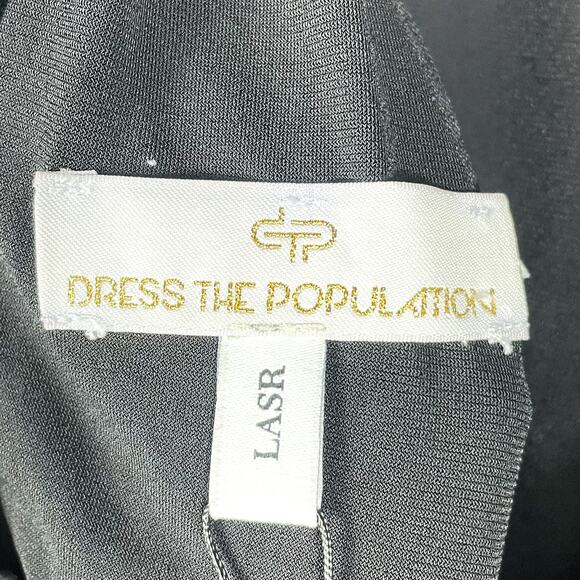 DRESS THE POPULATION
LASR